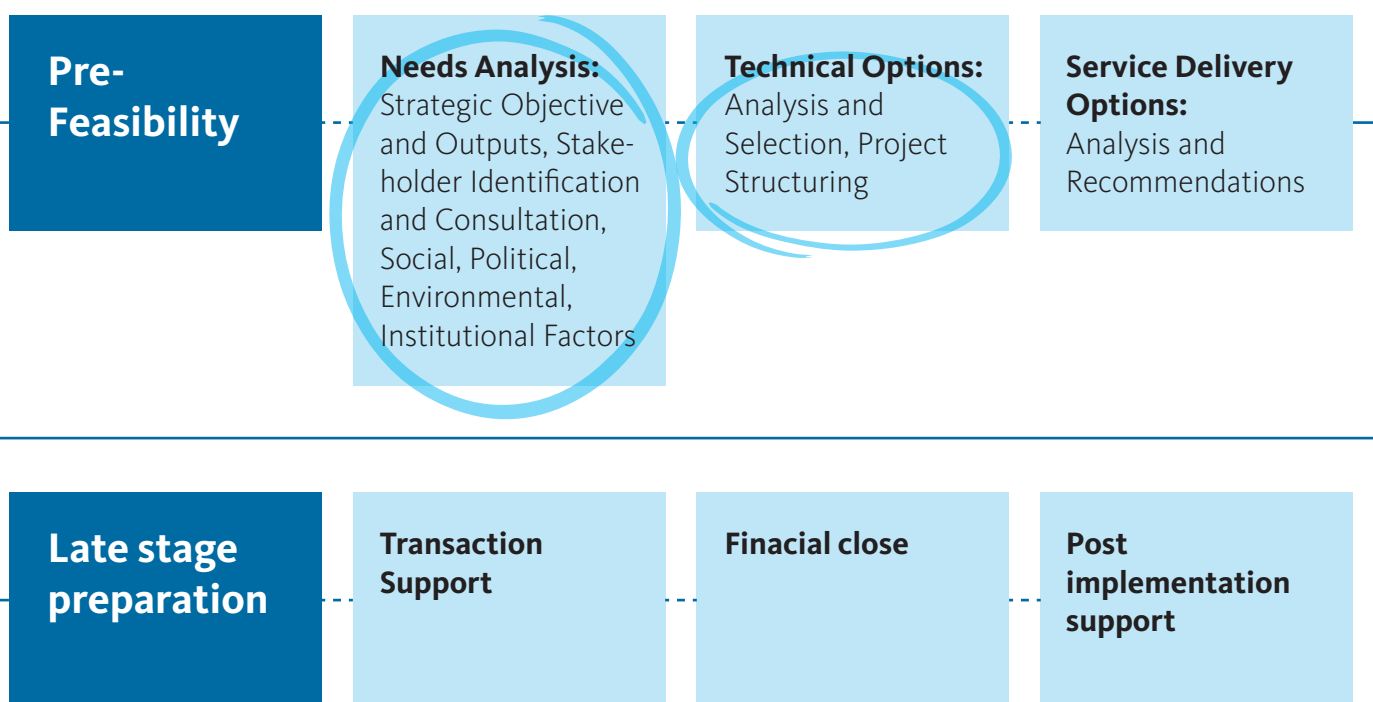 Pre-
Feasibility
Needs Analysis:
Strategic Objective
and Outputs, Stake-
holder Identification
and Consultation,
Social, Political,
Environmental,
Institutional Factors
Technical Options:
Analysis and
Selection, Project
Structuring
Service Delivery
Options:
Analysis and
Recommendations
Late stage
preparation
Transaction
Support
Finacial close
Post
implementation
support